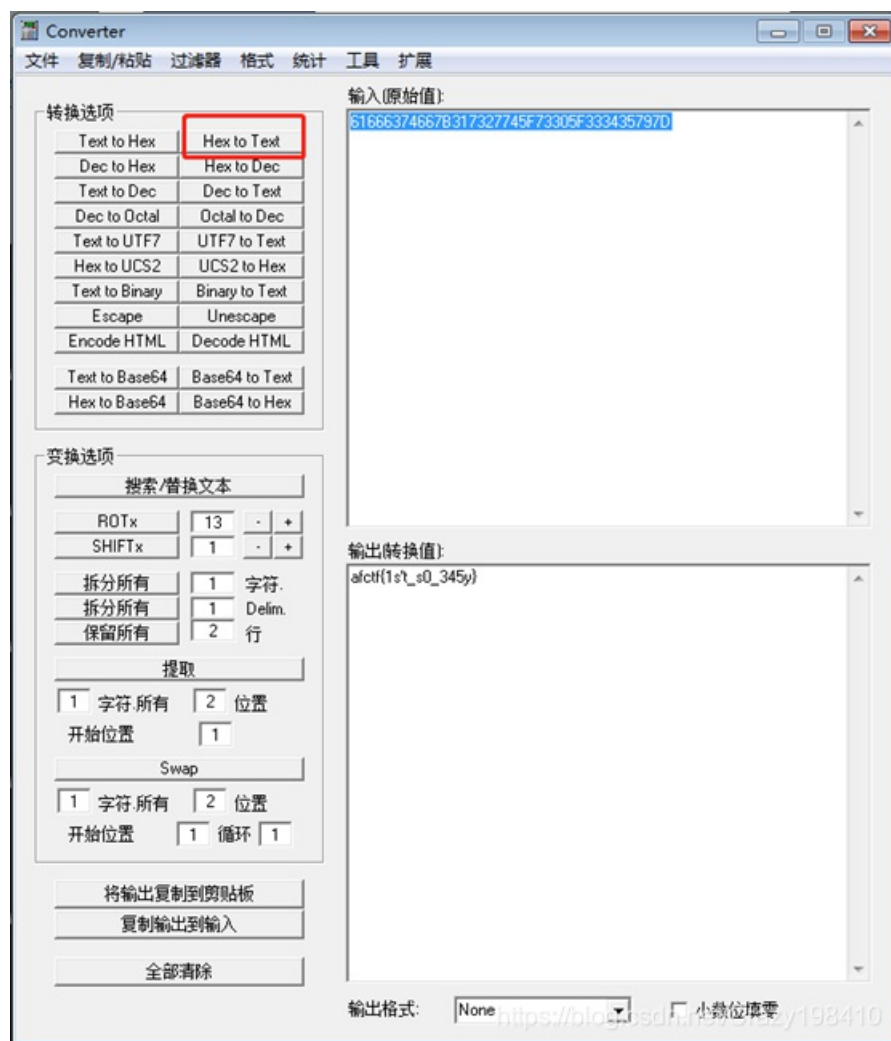 Converter
文件 复制/粘贴 过滤器 格式 统计 工具 扩展
转换选项
Text to Hex Hex to Text
Dec to Hex Hex to Dec
Text to Dec Dec to Text
Dec to Octal Octal to Dec
Text to UTF7 UTF7 to Text
Hex to UCS2 UCS2 to Hex
Text to Binary Binary to Text
Escape Unescape
Encode HTML Decode HTML
Text to Base64 Base64 to Text
Hex to Base64 Base64 to Hex
变换选项
搜索/替换文本
ROTx 13 - +
SHIFTx 1 - +
拆分所有 1 字符.
拆分所有 1 Delim.
保留所有 2 行
提取
1 字符.所有 2 位置
开始位置 1
Swap
1 字符.所有 2 位置
开始位置 1 循环 1
将输出复制到剪贴板
复制输出到输入
全部清除
输入(原始值):
61666374667B317327745F73305F333435797D
输出(转换值):
afctf{1s't_s0_345y}
输出格式: None 小数位填零